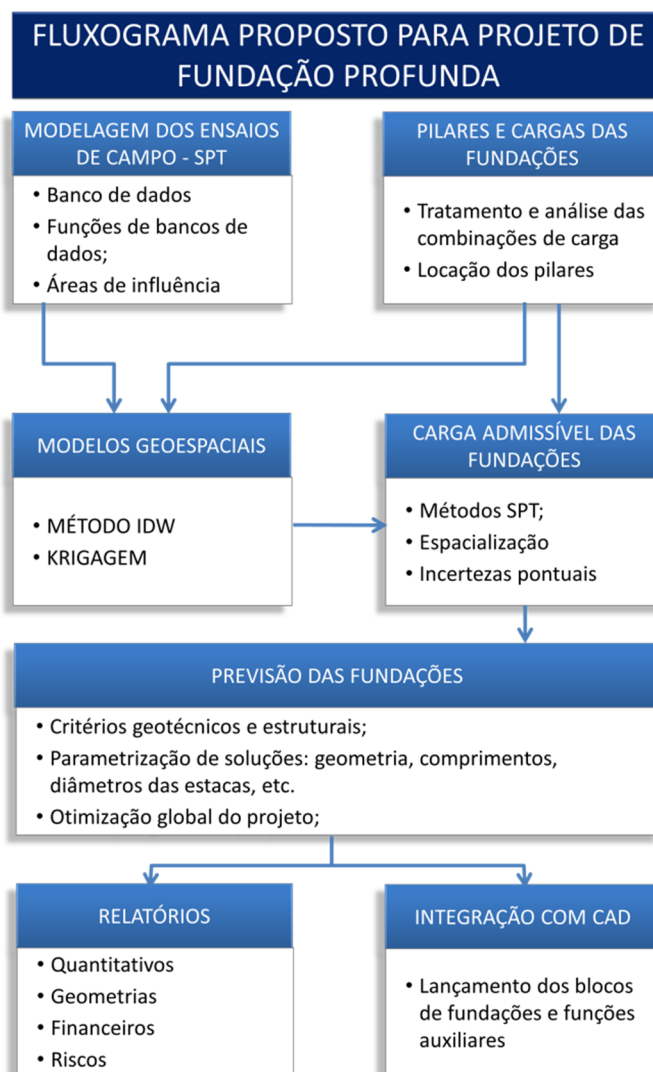 FLUXOGRAMA PROPOSTO PARA PROJETO DE
FUNDAÇÃO PROFUNDA
MODELAGEM DOS ENSAIOS
DE CAMPO - SPT
• Banco de dados
• Funções de bancos de
dados;
• Áreas de influência
PILARES E CARGAS DAS
FUNDAÇÕES
• Tratamento e análise das
combinações de carga
• Locação dos pilares
MODELOS GEOESPACIAIS
• MÉTODO IDW
• KRIGAGEM
CARGA ADMISSÍVEL DAS
FUNDAÇÕES
• Métodos SPT;
• Espacialização
• Incertezas pontuais
PREVISÃO DAS FUNDAÇÕES
• Critérios geotécnicos e estruturais;
• Parametrização de soluções: geometria, comprimentos,
diâmetros das estacas, etc.
• Otimização global do projeto;
RELATÓRIOS
• Quantitativos
• Geometrias
• Financeiros
• Riscos
INTEGRAÇÃO COM CAD
• Lançamento dos blocos
de fundações e funções
auxiliares